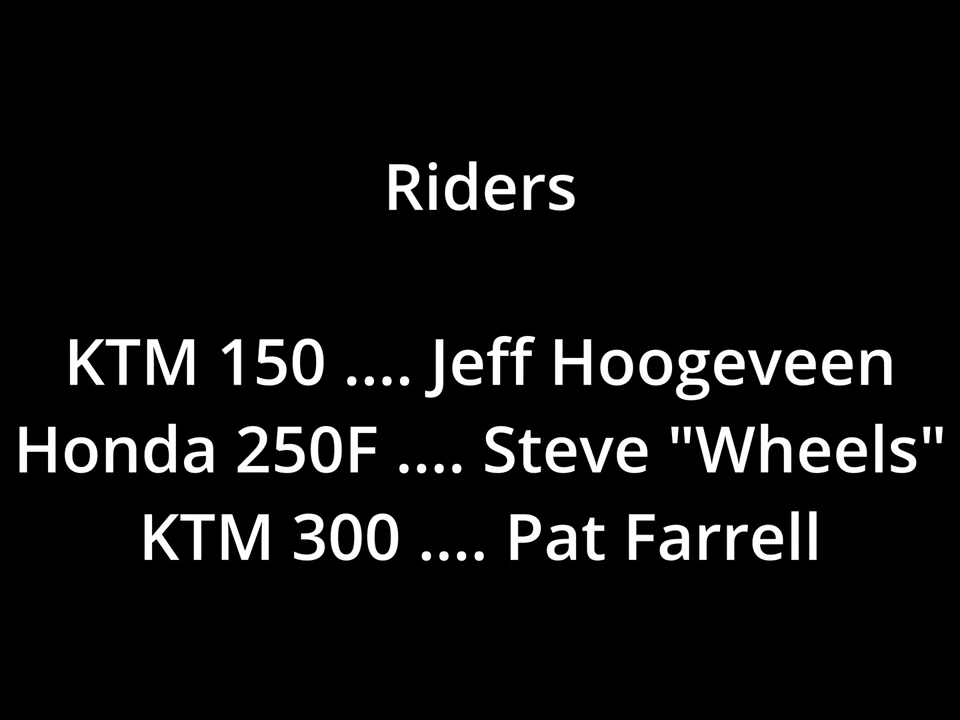 Riders
KTM 150 .... Jeff Hoogeveen
Honda 250F .... Steve "Wheels"
KTM 300 .... Pat Farrell